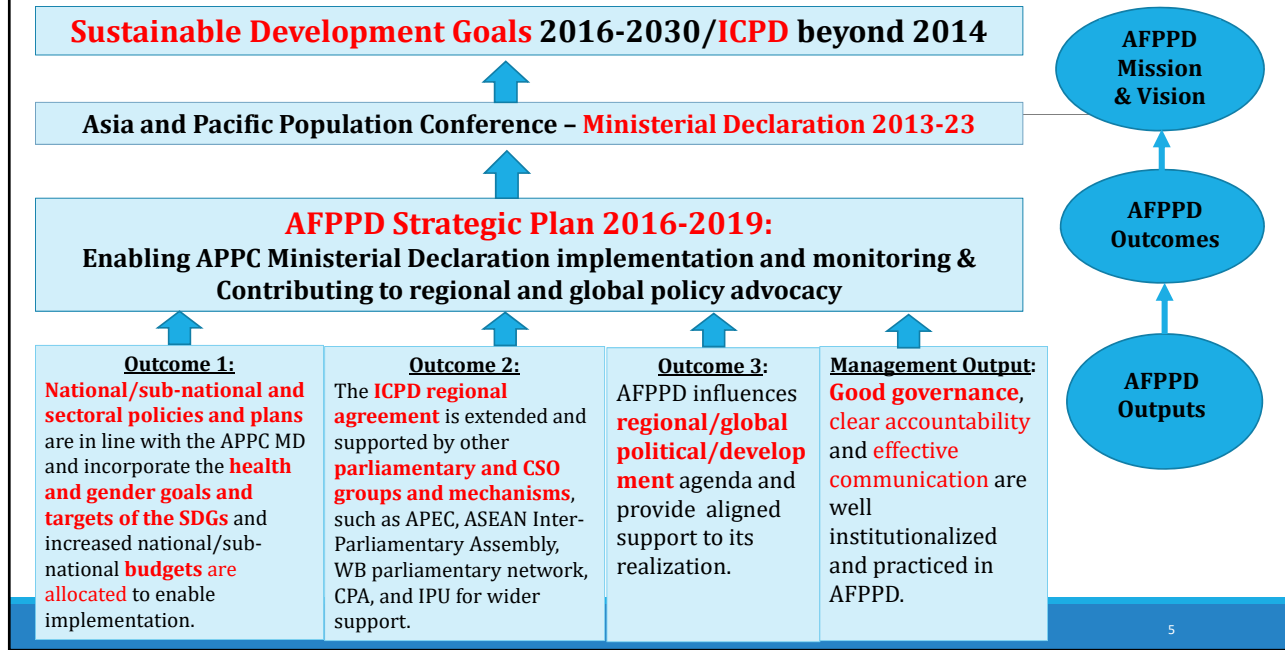 Sustainable Development Goals 2016-2030/ICPD beyond 2014
Asia and Pacific Population Conference – Ministerial Declaration 2013-23
AFPPD Strategic Plan 2016-2019:
Enabling APPC Ministerial Declaration implementation and monitoring &
Contributing to regional and global policy advocacy
Outcome 1:
National/sub-national and
sectoral policies and plans
are in line with the APPC MD
and incorporate the health
and gender goals and
targets of the SDGs and
increased national/sub-
national budgets are
allocated to enable
implementation.
Outcome 2:
The ICPD regional
agreement is extended and
supported by other
parliamentary and CSO
groups and mechanisms,
such as APEC, ASEAN Inter-
Parliamentary Assembly,
WB parliamentary network,
CPA, and IPU for wider
support.
Outcome 3:
AFPPD influences
regional/global
political/develop
ment agenda and
provide aligned
support to its
realization.
Management Output:
Good governance,
clear accountability
and effective
communication are
well
institutionalized
and practiced in
AFPPD.
AFPPD
Mission
& Vision
AFPPD
Outcomes
AFPPD
Outputs
5